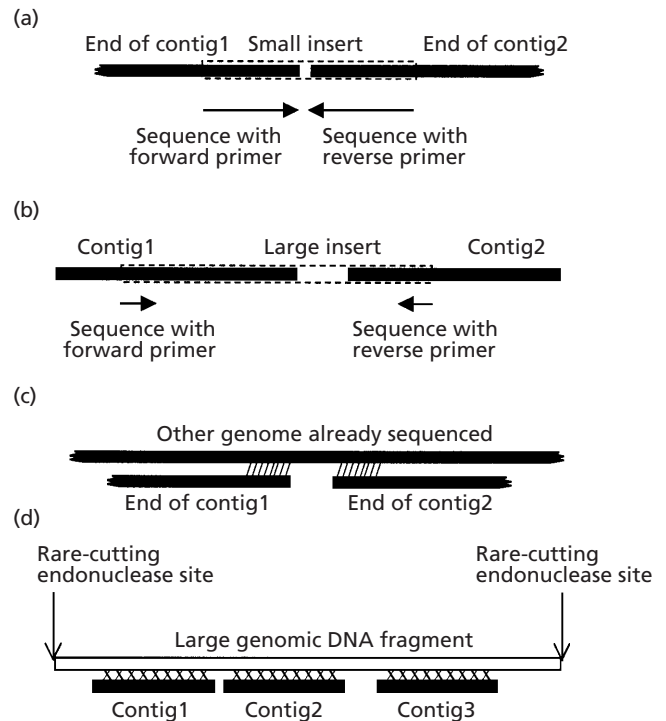 (a)
End of contig1 Small insert End of contig2
Sequence with forward primer
Sequence with reverse primer
(b)
Contig1 Large insert Contig2
Sequence with forward primer
Sequence with reverse primer
(c)
Other genome already sequenced
End of contig1 End of contig2
(d)
Rare-cutting endonuclease site
Rare-cutting endonuclease site
Large genomic DNA fragment
Contig1 Contig2 Contig3